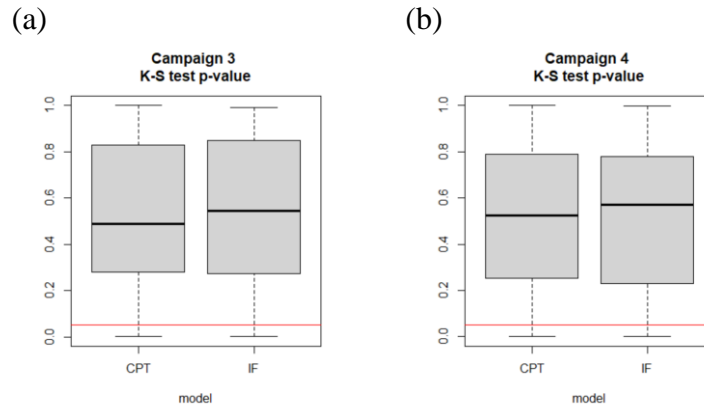 (a)
Campaign 3
K-S test p-value
1.0
0.8
0.6
0.4
0.2
0.0
CPT IF
model
(b)
Campaign 4
K-S test p-value
1.0
0.8
0.6
0.4
0.2
0.0
CPT IF
model